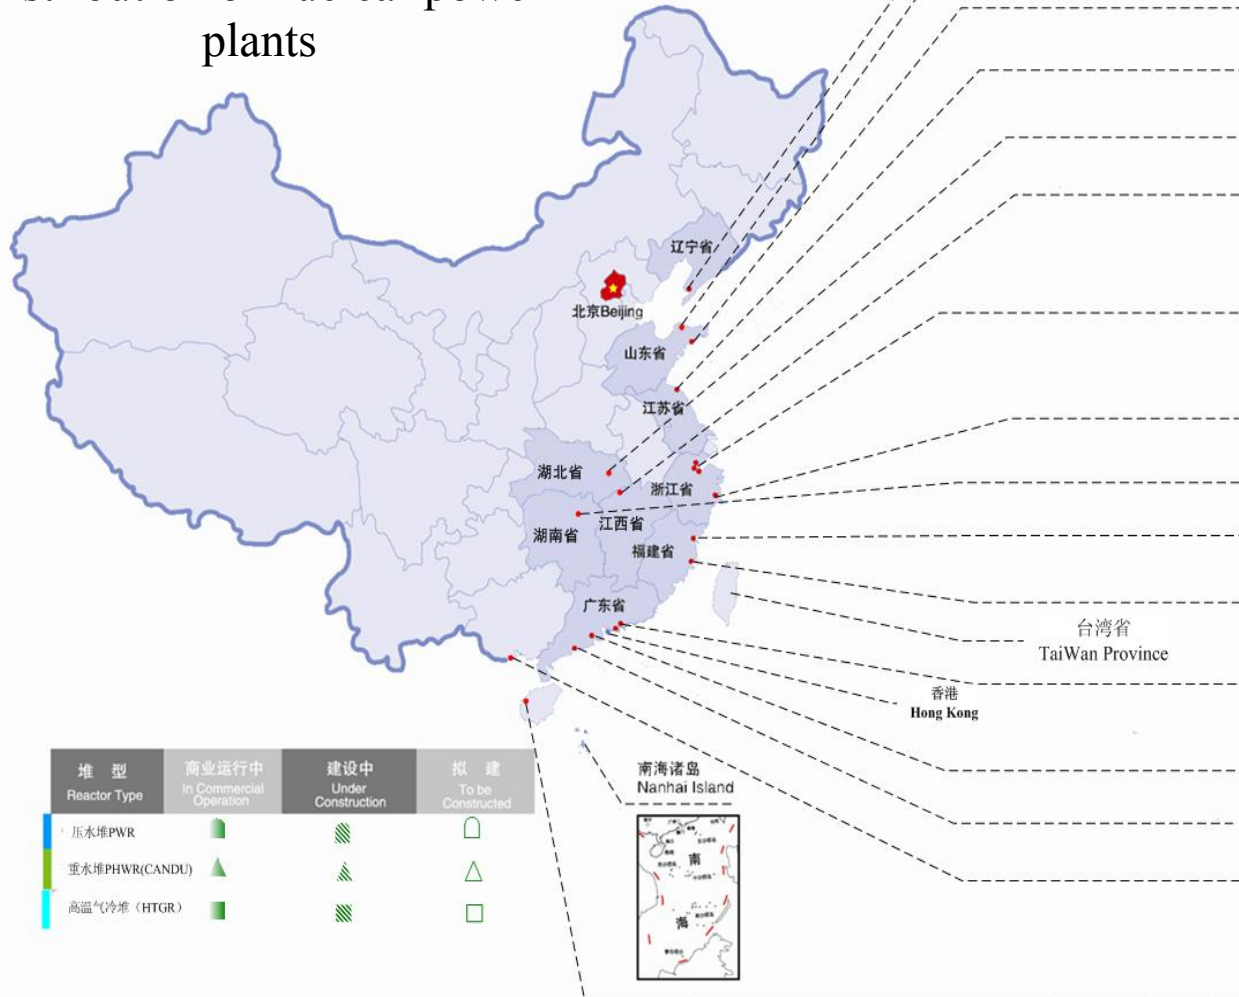 plants
辽宁省
北京Beijing
山东省
江苏省
湖北省
浙江省
江西省
湖南省
福建省
广东省
台湾省
TaiWan Province
香港
Hong Kong
南海诸岛
Nanhai Island
南
海
堆 型
Reactor Type
商业运行中
In Commercial
Operation
建设中
Under
Construction
拟 建
To be
Constructed
压水堆PWR
重水堆PHWR(CANDU)
高温气冷堆（HTGR）